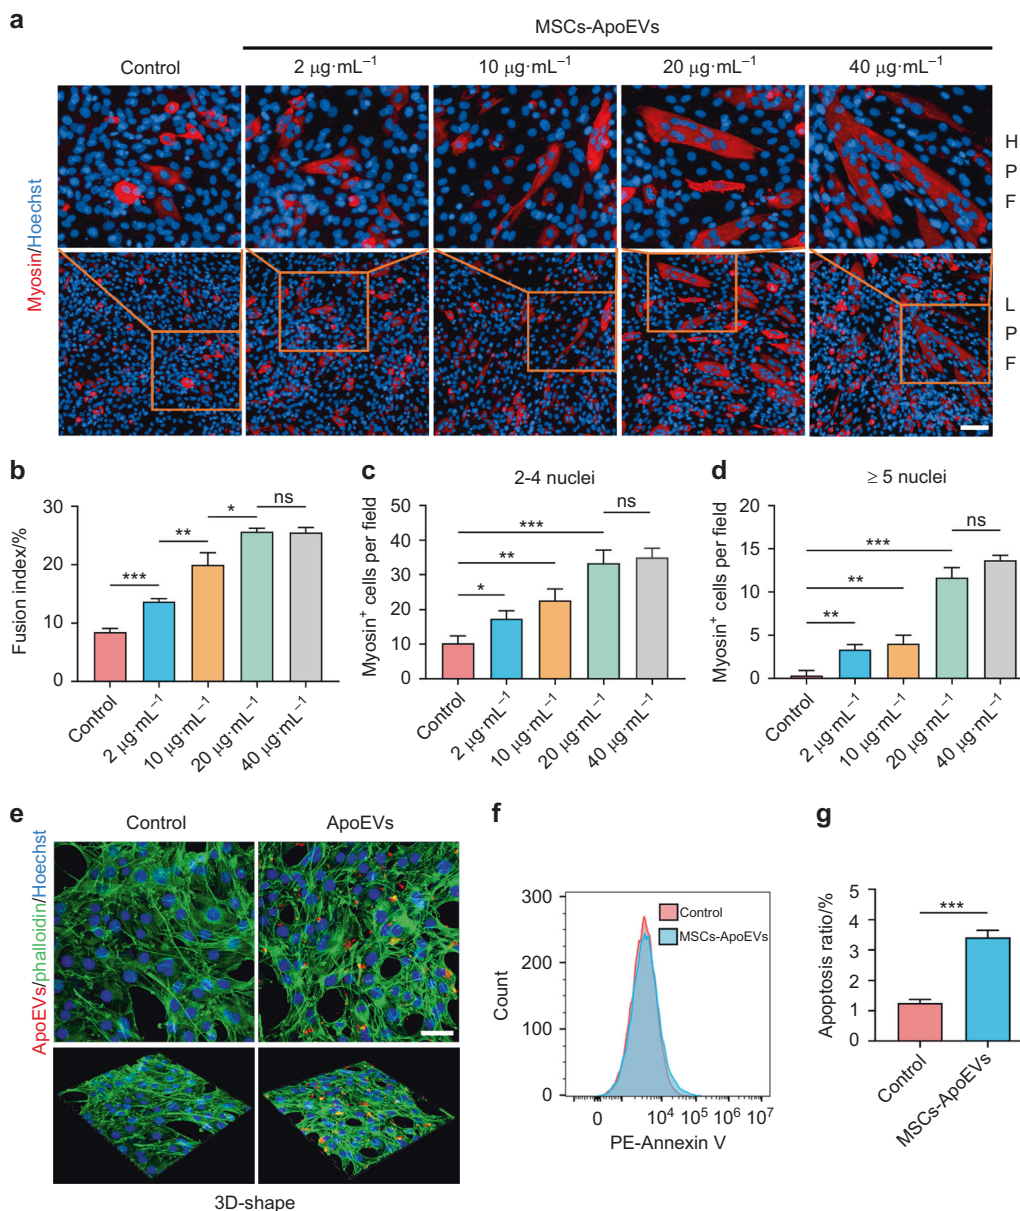 a
MSCs-ApoEVs
Control
2 µg·mL⁻¹
10 µg·mL⁻¹
20 µg·mL⁻¹
40 µg·mL⁻¹
Myosin/Hoechst
H
P
F
L
P
F
b
Fusion index/%
30
20
10
0
***
**
*
ns
Control
2 µg·mL⁻¹
10 µg·mL⁻¹
20 µg·mL⁻¹
40 µg·mL⁻¹
c
2-4 nuclei
Myosin⁺ cells per field
50
40
30
20
10
0
ns
***
**
*
Control
2 µg·mL⁻¹
10 µg·mL⁻¹
20 µg·mL⁻¹
40 µg·mL⁻¹
d
≥ 5 nuclei
Myosin⁺ cells per field
20
15
10
5
0
ns
***
**
**
Control
2 µg·mL⁻¹
10 µg·mL⁻¹
20 µg·mL⁻¹
40 µg·mL⁻¹
e
Control
ApoEVs
ApoEVs/phalloidin/Hoechst
3D-shape
f
Count
300
200
100
0
Control
MSCs-ApoEVs
0
10⁴
10⁵
10⁶
10⁷
PE-Annexin V
g
Apoptosis ratio/%
5
4
3
2
1
0
***
Control
MSCs-ApoEVs